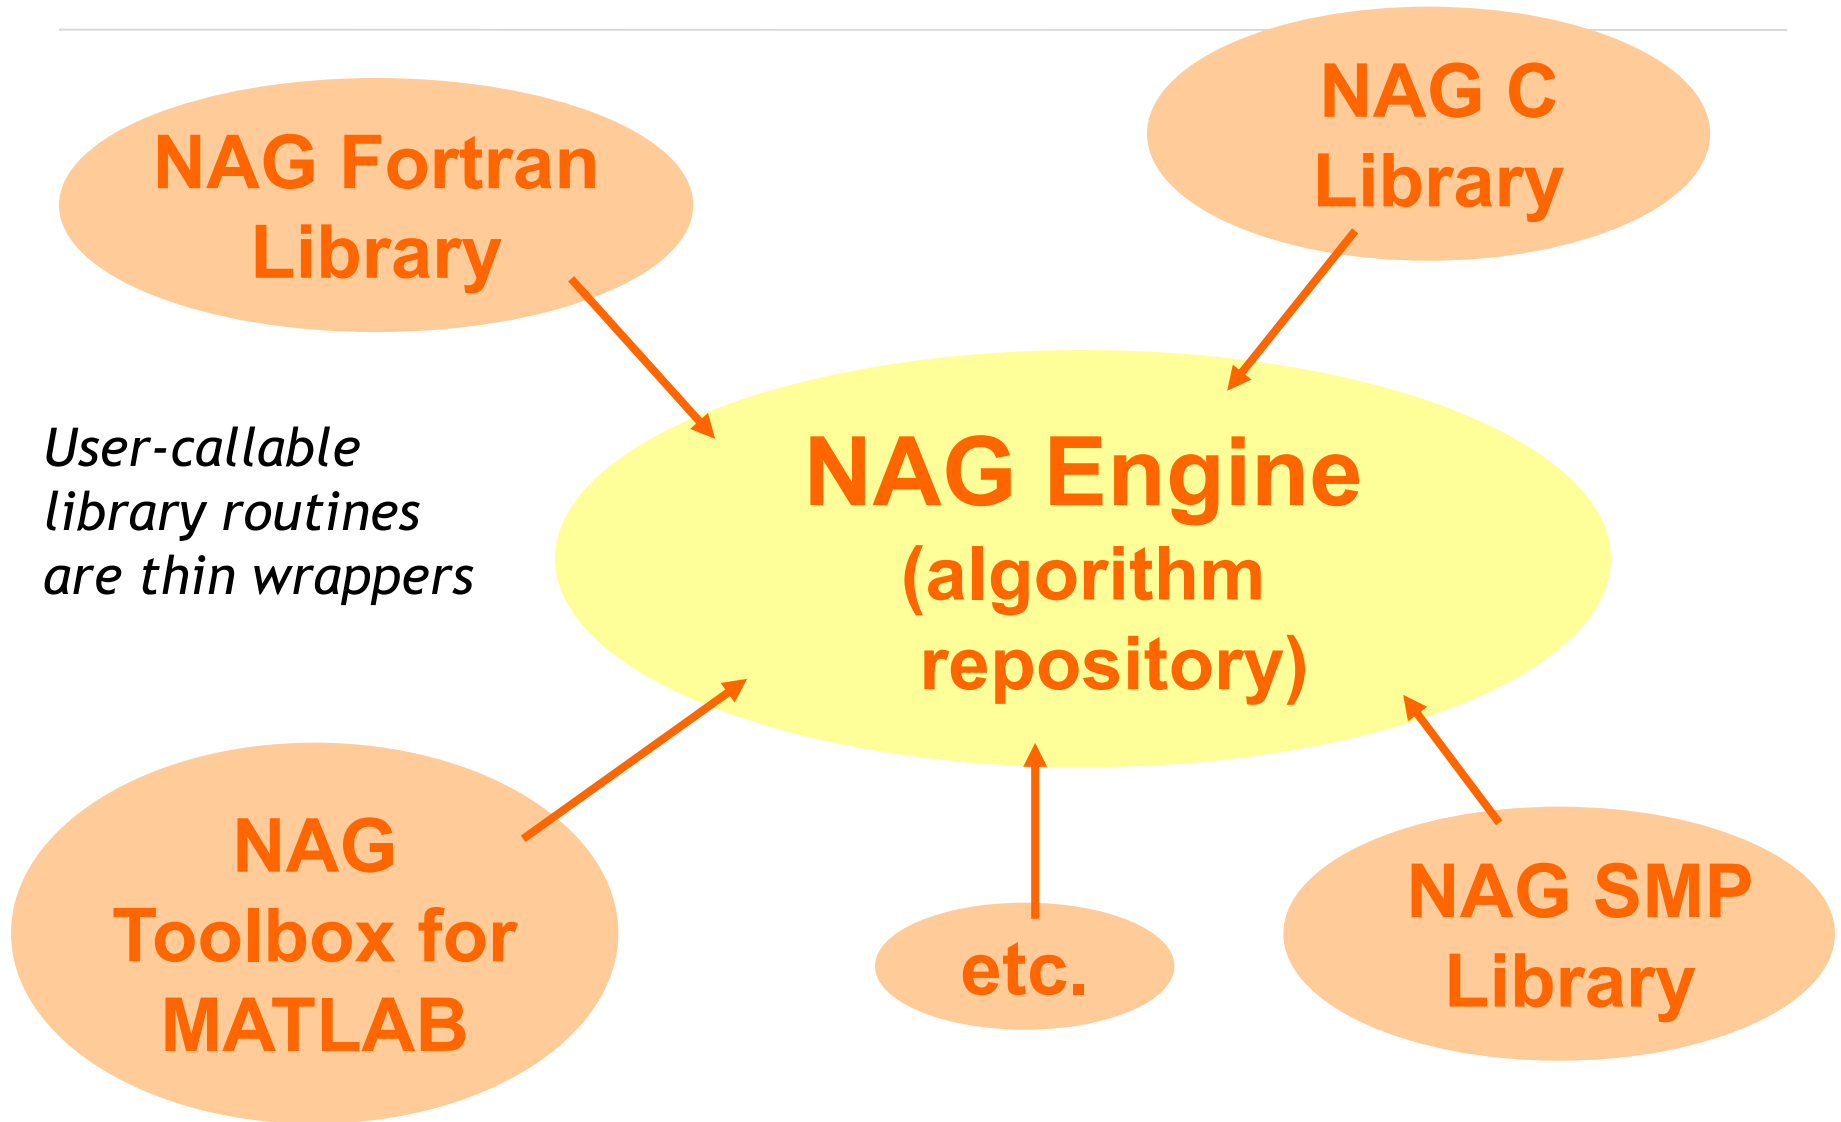 NAG Fortran
Library
NAG C
Library
User-callable
library routines
are thin wrappers
NAG Engine
(algorithm
repository)
NAG
Toolbox for
MATLAB
etc.
NAG SMP
Library